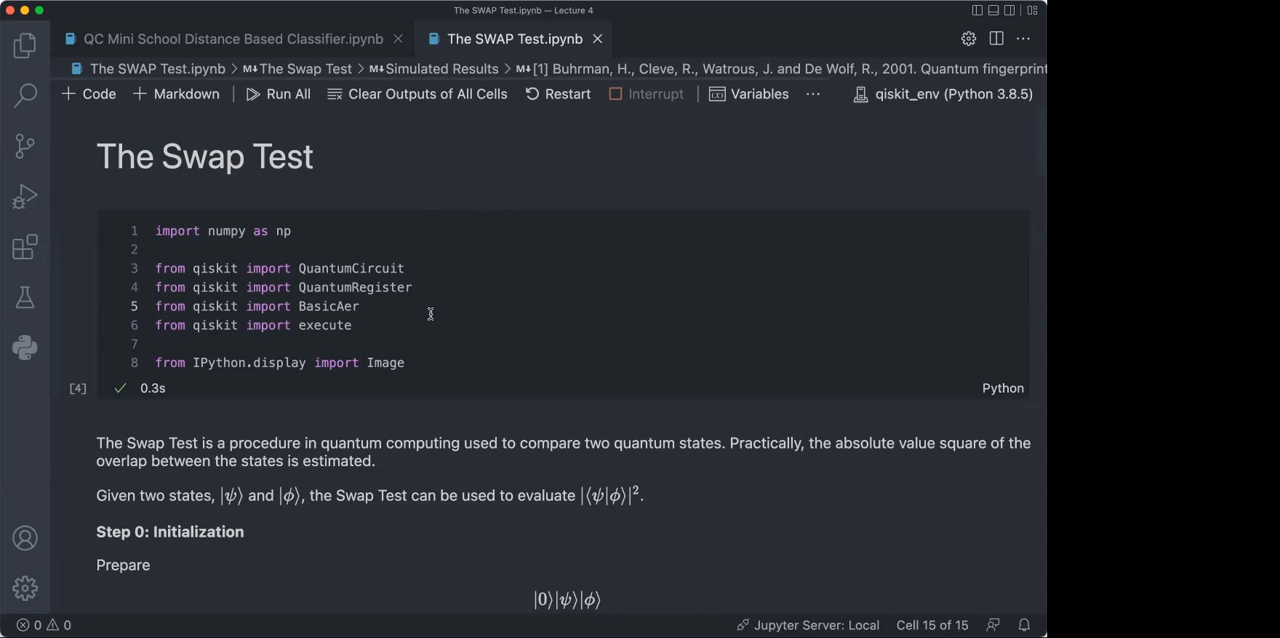 The SWAP Test.ipynb — Lecture 4
QC Mini School Distance Based Classifier.ipynb
The SWAP Test.ipynb
The SWAP Test.ipynb > M↓The Swap Test > M↓Simulated Results > M↓[1] Buhrman, H., Cleve, R., Watrous, J. and De Wolf, R., 2001. Quantum fingerprint
+ Code + Markdown Run All Clear Outputs of All Cells Restart Interrupt Variables ... qiskit_env (Python 3.8.5)
The Swap Test
1 import numpy as np
2
3 from qiskit import QuantumCircuit
4 from qiskit import QuantumRegister
5 from qiskit import BasicAer
6 from qiskit import execute
7
8 from IPython.display import Image
[4] ✓ 0.3s Python
The Swap Test is a procedure in quantum computing used to compare two quantum states. Practically, the absolute value square of the
overlap between the states is estimated.
Given two states, |ψ⟩ and |ϕ⟩, the Swap Test can be used to evaluate |⟨ψ|ϕ⟩|².
Step 0: Initialization
Prepare
|0⟩|ψ⟩|ϕ⟩
0 0 Jupyter Server: Local Cell 15 of 15